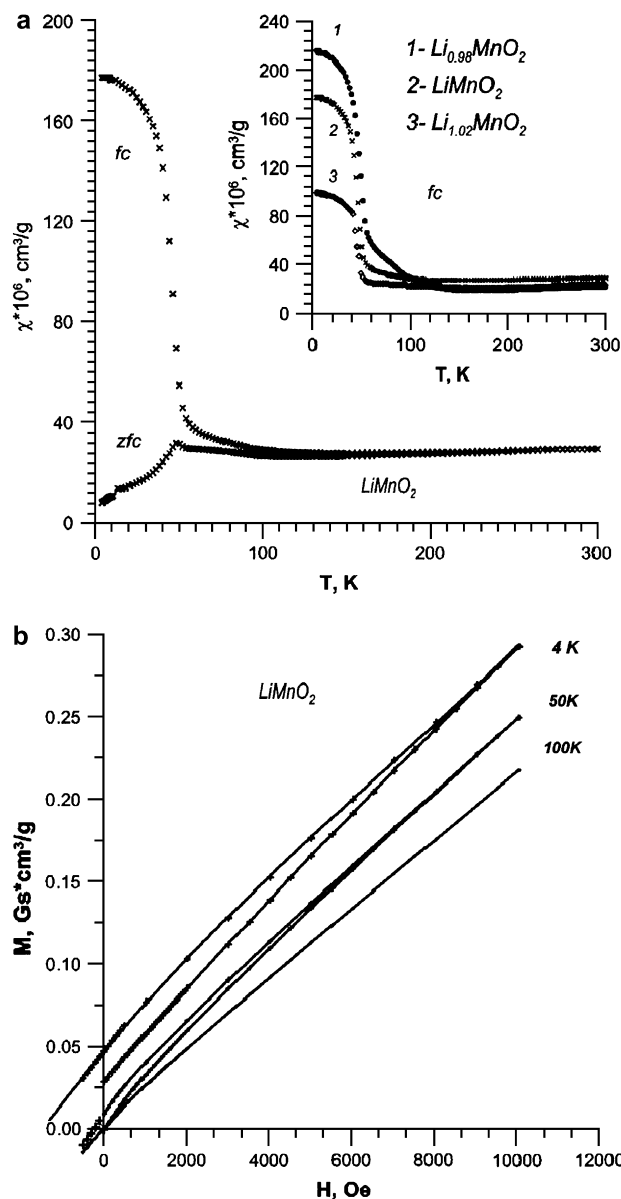 a
χ*10⁶, cm³/g
200
160
120
80
40
0
fc
zfc
LiMnO₂
0 100 200 300
T, K
χ*10⁶, cm³/g
240
200
160
120
80
40
0
1
2
3
1- Li₀.₉₈MnO₂
2- LiMnO₂
3- Li₁.₀₂MnO₂
fc
0 100 200 300
T, K
b
M, Gs*cm³/g
0.30
0.25
0.20
0.15
0.10
0.05
0.00
LiMnO₂
4 K
50K
100K
0 2000 4000 6000 8000 10000 12000
H, Oe